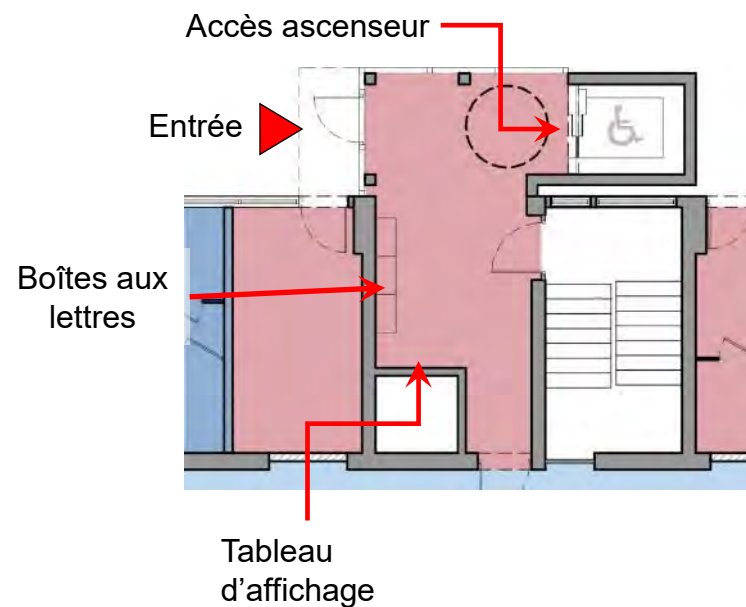 Accès ascenseur
Entrée
Boîtes aux
lettres
Tableau
d’affichage